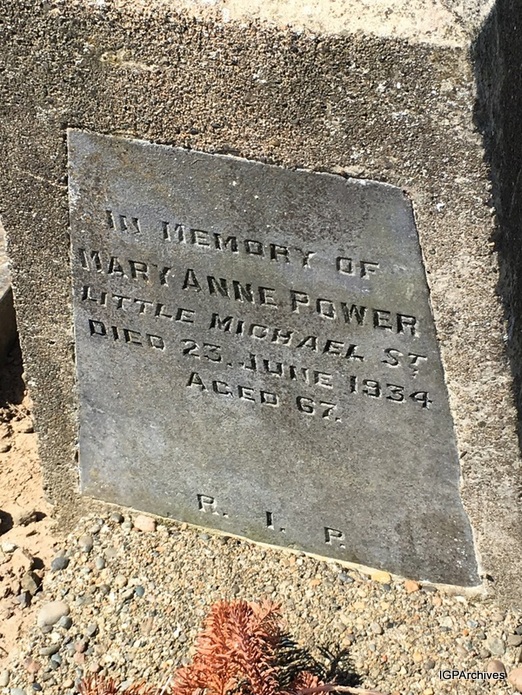 IN MEMORY OF
MARY ANNE POWER
LITTLE MICHAEL ST.
DIED 23. JUNE 1934
AGED 67.
R. I. P.
IGPArchives